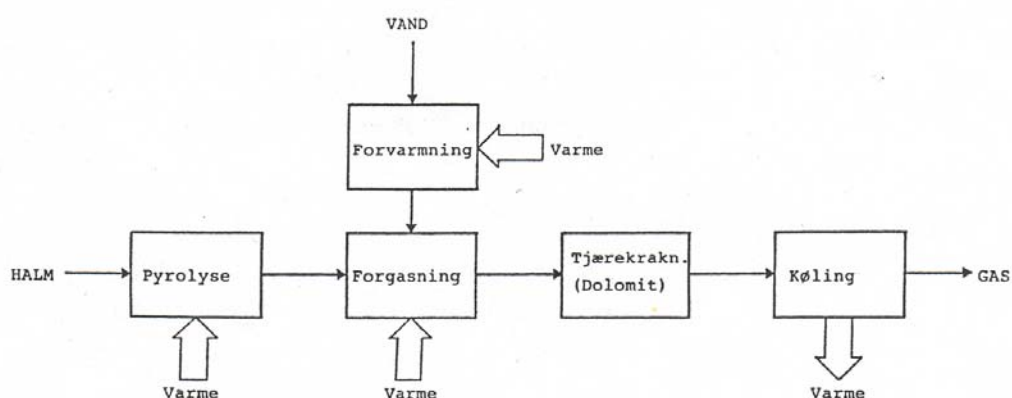 VAND
Forvarmning
Varme
HALM
Pyrolyse
Forgasning
Tjærekrakn.
(Dolomit)
Køling
GAS
Varme
Varme
Varme